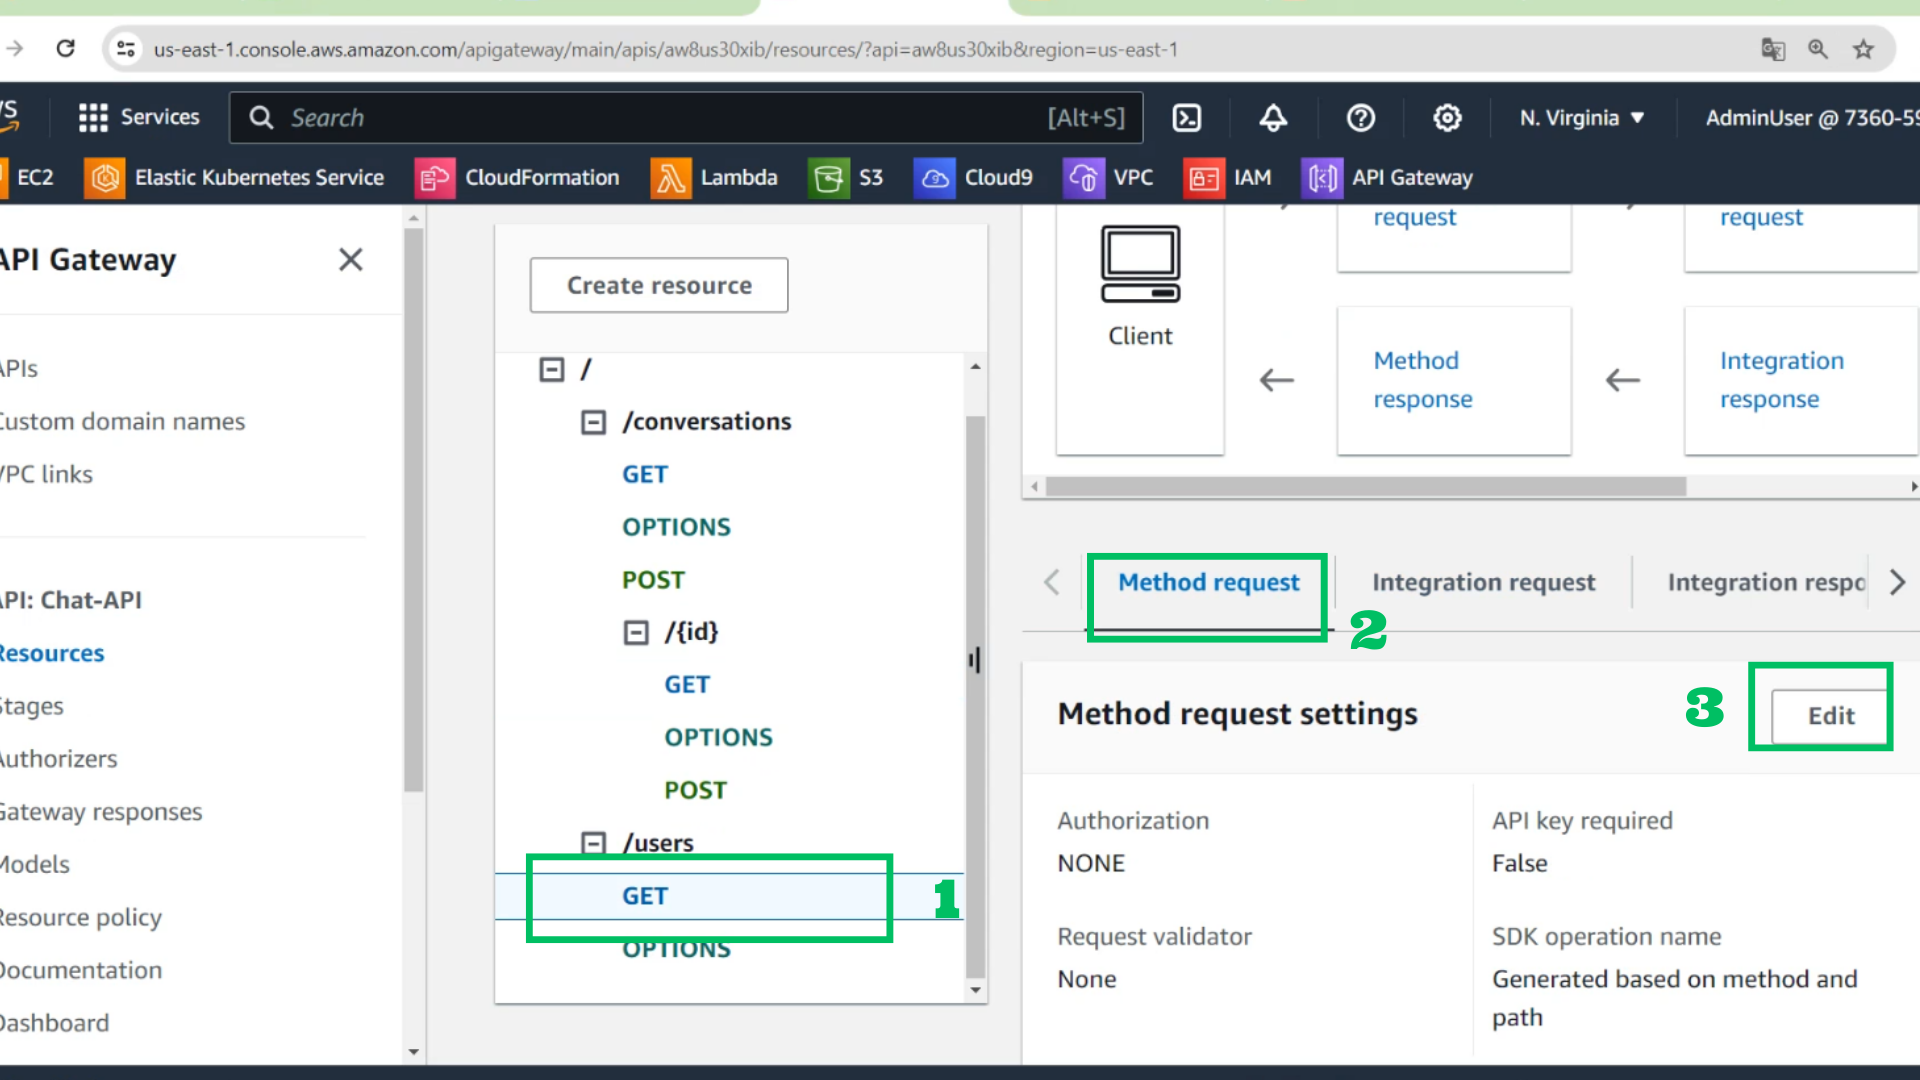 us-east-1.console.aws.amazon.com/apigateway/main/apis/aw8us30xib/resources/?api=aw8us30xib&region=us-east-1
Services
Search
[Alt+S]
N. Virginia
AdminUser @ 7360-59
EC2
Elastic Kubernetes Service
CloudFormation
Lambda
S3
Cloud9
VPC
IAM
API Gateway
API Gateway
APIs
Custom domain names
VPC links
API: Chat-API
Resources
Stages
Authorizers
Gateway responses
Models
Resource policy
Documentation
Dashboard
Create resource
/
/conversations
GET
OPTIONS
POST
/{id}
GET
OPTIONS
POST
/users
GET
1
OPTIONS
request
request
Client
Method
response
Integration
response
Method request
2
Integration request
Integration respo
Method request settings
3
Edit
Authorization
NONE
API key required
False
Request validator
None
SDK operation name
Generated based on method and
path